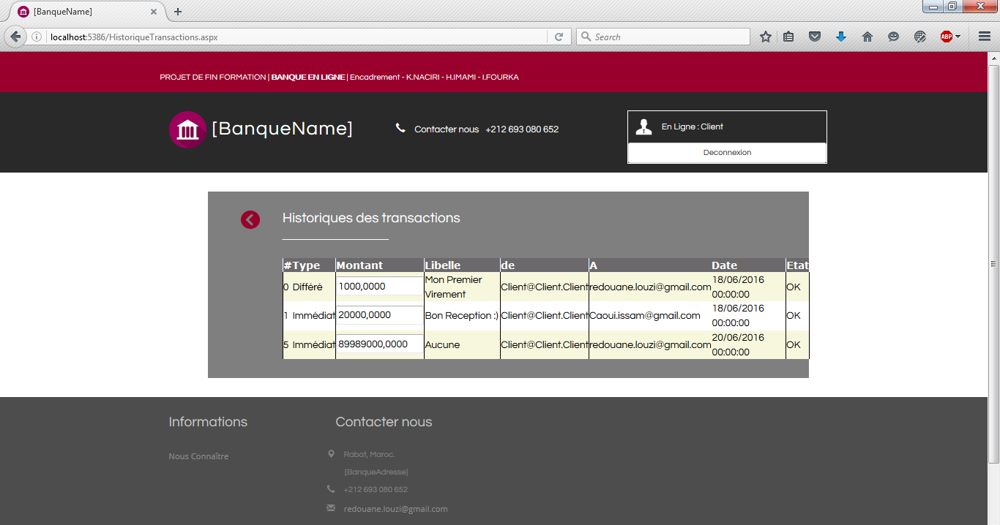 [BanqueName]
localhost:5386/HistoriqueTransactions.aspx
Search
ABP
PROJET DE FIN FORMATION | BANQUE EN LIGNE | Encadrement - K.NACIRI - H.IMAMI - I.FOURKA
[BanqueName]
Contacter nous +212 693 080 652
En Ligne : Client
Deconnexion
Historiques des transactions
# Type Montant Libelle de A Date Etat
0 Différé 1000,0000 Mon Premier Virement Client@Client.Client redouane.louzi@gmail.com 18/06/2016 00:00:00 OK
1 Immédiat 20000,0000 Bon Reception :) Client@Client.Client Caoui.issam@gmail.com 18/06/2016 00:00:00 OK
5 Immédiat 89989000,0000 Aucune Client@Client.Client redouane.louzi@gmail.com 20/06/2016 00:00:00 OK
Informations
Nous Connaître
Contacter nous
Rabat, Maroc.
[BanqueAdresse]
+212 693 080 652
redouane.louzi@gmail.com